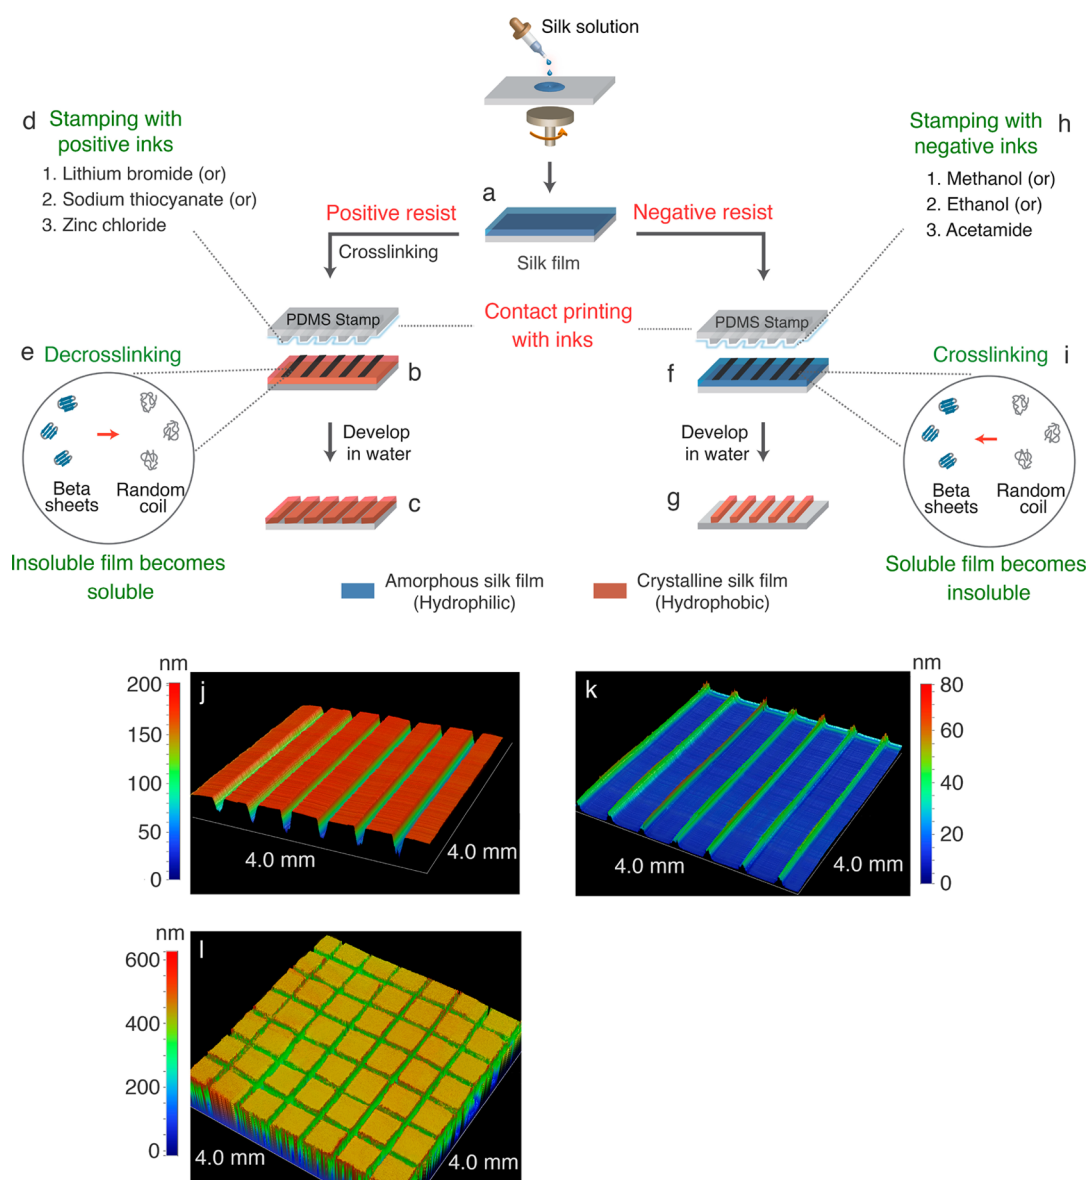 Silk solution
d
Stamping with
positive inks
1. Lithium bromide (or)
2. Sodium thiocyanate (or)
3. Zinc chloride
Stamping with
negative inks
h
1. Methanol (or)
2. Ethanol (or)
3. Acetamide
a
Positive resist
Negative resist
Crosslinking
Silk film
PDMS Stamp
Contact printing
with inks
PDMS Stamp
e
Decrosslinking
b
f
Crosslinking
i
Develop
in water
Develop
in water
Beta
sheets
Random
coil
c
g
Beta
sheets
Random
coil
Insoluble film becomes
soluble
Soluble film becomes
insoluble
Amorphous silk film
(Hydrophilic)
Crystalline silk film
(Hydrophobic)
nm
200
150
100
50
0
j
4.0 mm
4.0 mm
k
4.0 mm
4.0 mm
nm
80
60
40
20
0
nm
600
400
200
0
l
4.0 mm
4.0 mm